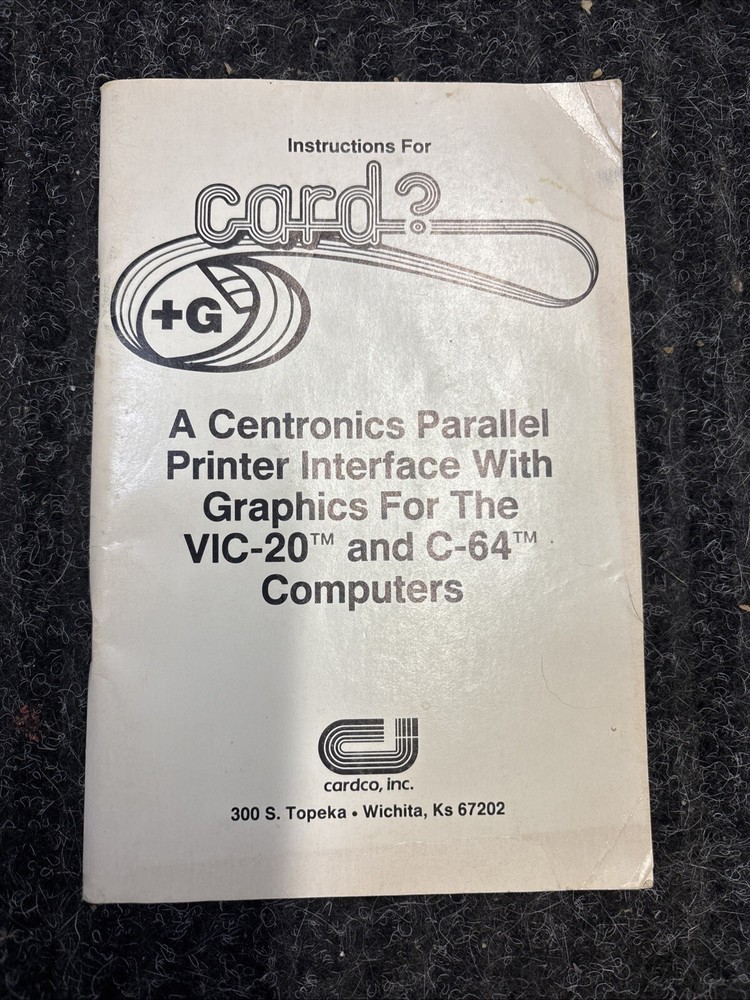 Instructions For
card?
+G
A Centronics Parallel
Printer Interface With
Graphics For The
VIC-20™ and C-64™
Computers
cardco, inc.
300 S. Topeka • Wichita, Ks 67202